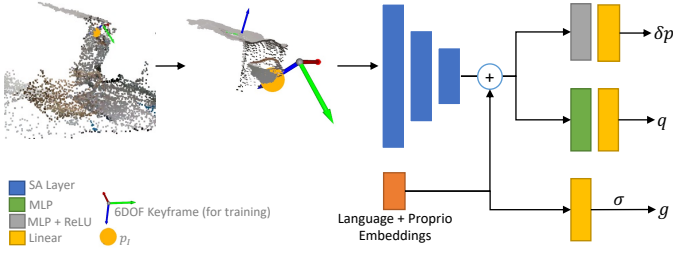 δp
+
q
SA Layer
MLP
MLP + ReLU
Linear
6DOF Keyframe (for training)
p_I
Language + Proprio
Embeddings
σ
g